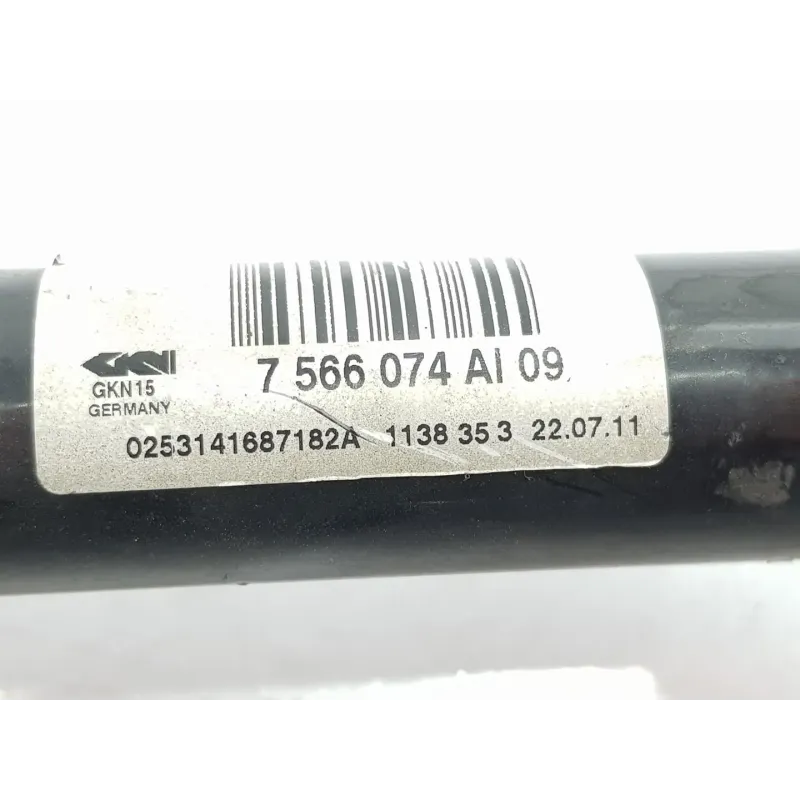 GKN
7 566 074 AI 09
GKN15
GERMANY
0253141687182A 1138 35 3 22.07.11